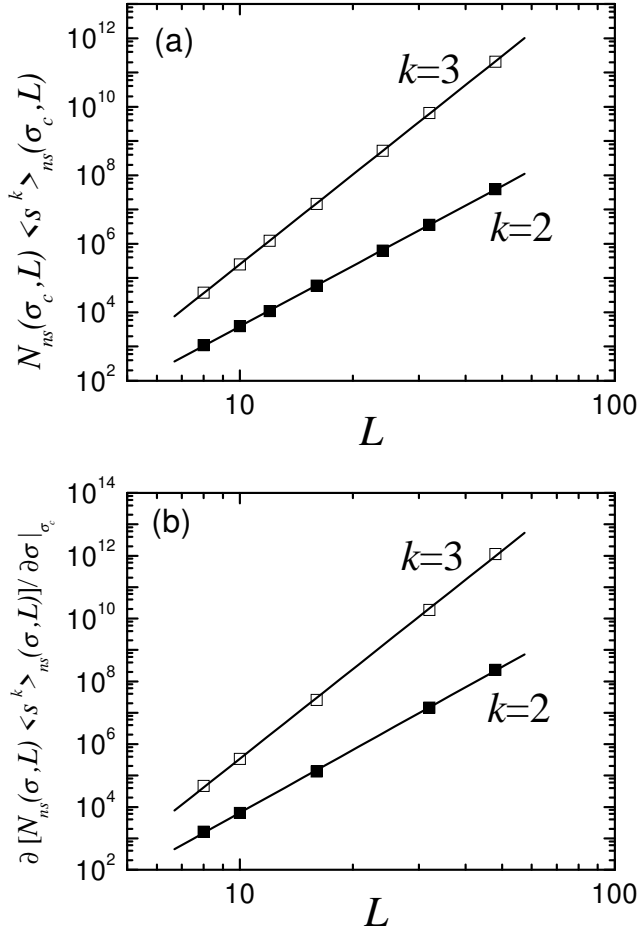 (a)
N_ns(σ_c,L) <s^k>_ns(σ_c,L)
10^12
10^10
10^8
10^6
10^4
10^2
k=3
k=2
10
100
L
(b)
∂ [N_ns(σ,L) <s^k>_ns(σ,L)]/∂σ|_σ_c
10^14
10^12
10^10
10^8
10^6
10^4
10^2
k=3
k=2
10
100
L